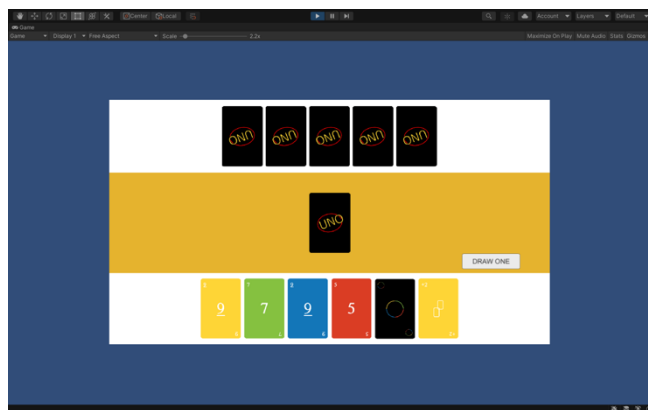 Center Local Account Layers Default
Game
Game Display 1 Free Aspect Scale 2.2x Maximize On Play Mute Audio Stats Gizmos
UNO UNO UNO UNO UNO
UNO
DRAW ONE
9 7 9 5